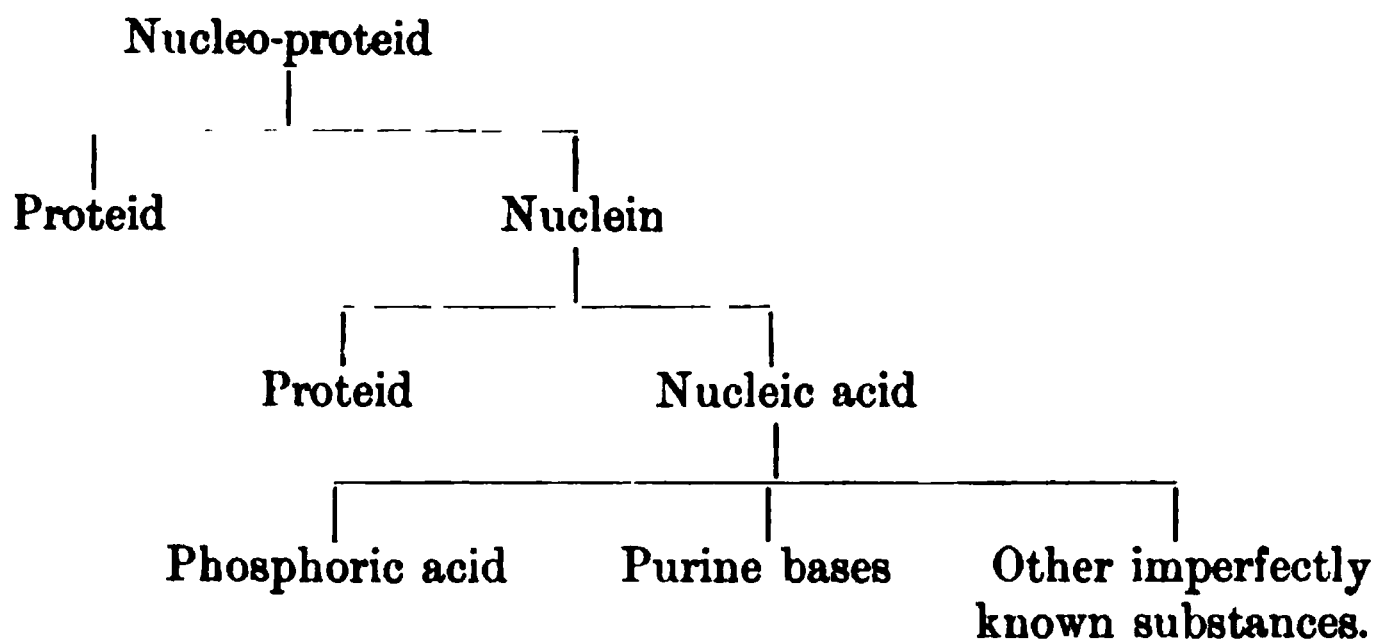 Nucleo-proteid
Proteid Nuclein
Proteid Nucleic acid
Phosphoric acid Purine bases Other imperfectly
known substances.